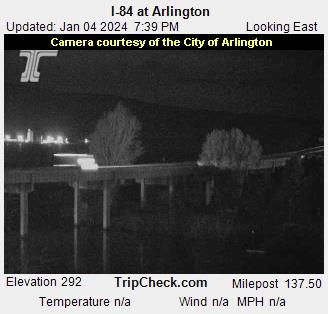 I-84 at Arlington
Updated: Jan 04 2024 7:39 PM Looking East
Camera courtesy of the City of Arlington
Elevation 292 TripCheck.com Milepost 137.50
Temperature n/a Wind n/a MPH n/a